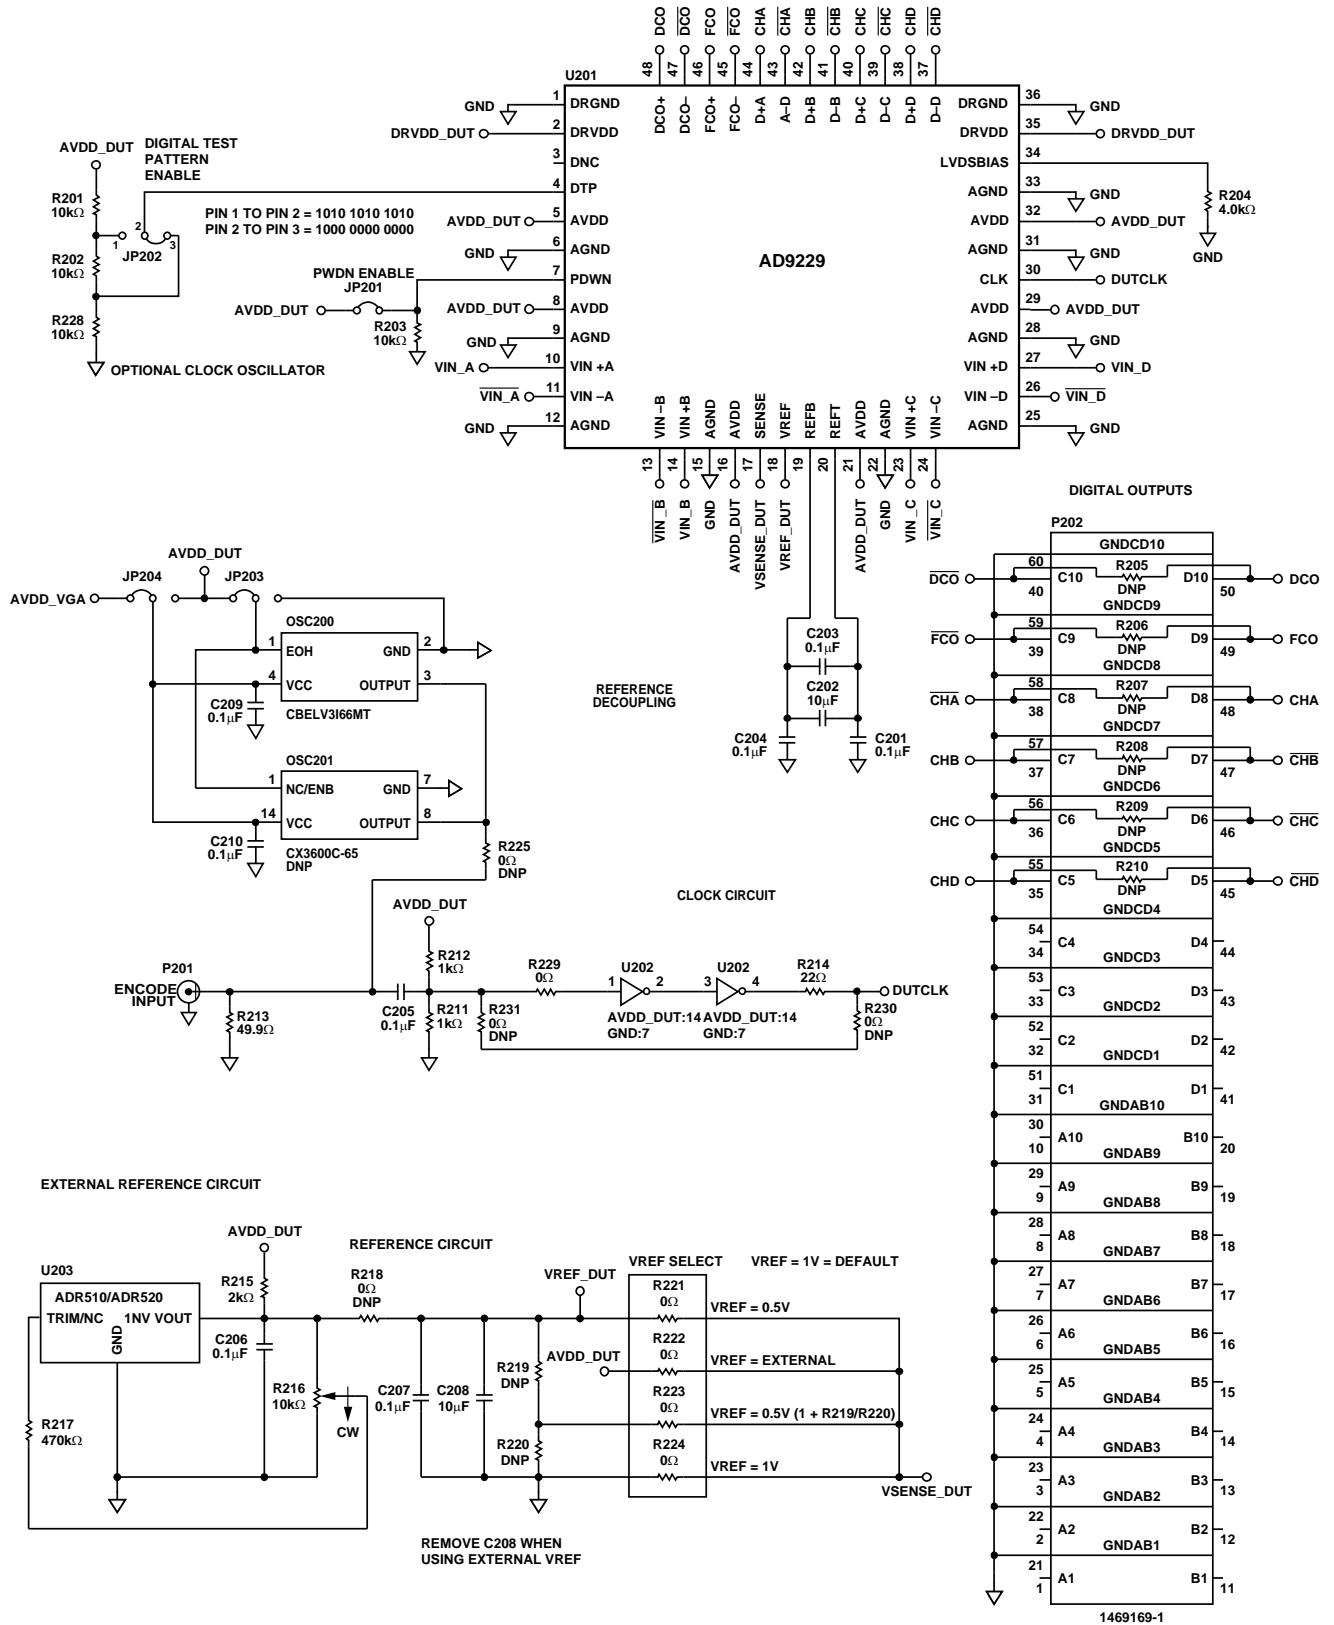 DCO
D̅C̅O̅
FCO
F̅C̅O̅
CHA
C̅H̅A̅
CHB
C̅H̅B̅
CHC
C̅H̅C̅
CHD
C̅H̅D̅
48 47 46 45 44 43 42 41 40 39 38 37
U201
DCO+
DCO–
FCO+
FCO–
D+A
A–D
D+B
D–B
D+C
D–C
D+D
D–D
GND 1 DRGND
DRVDD_DUT 2 DRVDD
3 DNC
4 DTP
AVDD_DUT 5 AVDD
GND 6 AGND
7 PDWN
AVDD_DUT 8 AVDD
GND 9 AGND
VIN_A 10 VIN +A
V̅I̅N̅_̅A̅ 11 VIN –A
GND 12 AGND
AD9229
DRGND 36 GND
DRVDD 35 DRVDD_DUT
LVDSBIAS 34
AGND 33 GND
AVDD 32 AVDD_DUT
AGND 31 GND
CLK 30 DUTCLK
AVDD 29 AVDD_DUT
AGND 28 GND
VIN +D 27 VIN_D
VIN –D 26 V̅I̅N̅_̅D̅
AGND 25 GND
R204
4.0kΩ
GND
VIN –B
VIN +B
AGND
AVDD
SENSE
VREF
REFB
REFT
AVDD
AGND
VIN +C
VIN –C
13 14 15 16 17 18 19 20 21 22 23 24
V̅I̅N̅_̅B̅
VIN_B
GND
AVDD_DUT
VSENSE_DUT
VREF_DUT
AVDD_DUT
GND
VIN_C
V̅I̅N̅_̅C̅
AVDD_DUT
DIGITAL TEST
PATTERN
ENABLE
R201
10kΩ
1 2 3
JP202
R202
10kΩ
R228
10kΩ
PIN 1 TO PIN 2 = 1010 1010 1010
PIN 2 TO PIN 3 = 1000 0000 0000
PWDN ENABLE
JP201
AVDD_DUT
R203
10kΩ
OPTIONAL CLOCK OSCILLATOR
AVDD_DUT
JP204
JP203
AVDD_VGA
OSC200
1 EOH GND 2
4 VCC OUTPUT 3
C209
0.1µF
CBELV3I66MT
OSC201
1 NC/ENB GND 7
14 VCC OUTPUT 8
C210
0.1µF
CX3600C-65
DNP
R225
0Ω
DNP
REFERENCE
DECOUPLING
C203
0.1µF
C202
10µF
C204
0.1µF
C201
0.1µF
CLOCK CIRCUIT
AVDD_DUT
R212
1kΩ
P201
ENCODE
INPUT
R213
49.9Ω
C205
0.1µF
R211
1kΩ
R229
0Ω
R231
0Ω
DNP
1 U202 2
AVDD_DUT:14
GND:7
3 U202 4
AVDD_DUT:14
GND:7
R214
22Ω
DUTCLK
R230
0Ω
DNP
EXTERNAL REFERENCE CIRCUIT
AVDD_DUT
U203
ADR510/ADR520
TRIM/NC 1NV VOUT
GND
R215
2kΩ
C206
0.1µF
R216
10kΩ
CW
R217
470kΩ
REFERENCE CIRCUIT
R218
0Ω
DNP
C207
0.1µF
C208
10µF
R219
DNP
R220
DNP
VREF_DUT
AVDD_DUT
VREF SELECT
VREF = 1V = DEFAULT
R221
0Ω
VREF = 0.5V
R222
0Ω
VREF = EXTERNAL
R223
0Ω
VREF = 0.5V (1 + R219/R220)
R224
0Ω
VREF = 1V
VSENSE_DUT
REMOVE C208 WHEN
USING EXTERNAL VREF
DIGITAL OUTPUTS
P202
GNDCD10
D̅C̅O̅ 60 40 C10 R205 DNP D10 50 DCO
GNDCD9
F̅C̅O̅ 59 39 C9 R206 DNP D9 49 FCO
GNDCD8
C̅H̅A̅ 58 38 C8 R207 DNP D8 48 CHA
GNDCD7
CHB 57 37 C7 R208 DNP D7 47 C̅H̅B̅
GNDCD6
CHC 56 36 C6 R209 DNP D6 46 C̅H̅C̅
GNDCD5
CHD 55 35 C5 R210 DNP D5 45 C̅H̅D̅
GNDCD4
54 34 C4 D4 44
GNDCD3
53 33 C3 D3 43
GNDCD2
52 32 C2 D2 42
GNDCD1
51 31 C1 D1 41
GNDAB10
30 10 A10 B10 20
GNDAB9
29 9 A9 B9 19
GNDAB8
28 8 A8 B8 18
GNDAB7
27 7 A7 B7 17
GNDAB6
26 6 A6 B6 16
GNDAB5
25 5 A5 B5 15
GNDAB4
24 4 A4 B4 14
GNDAB3
23 3 A3 B3 13
GNDAB2
22 2 A2 B2 12
GNDAB1
21 1 A1 B1 11
1469169-1